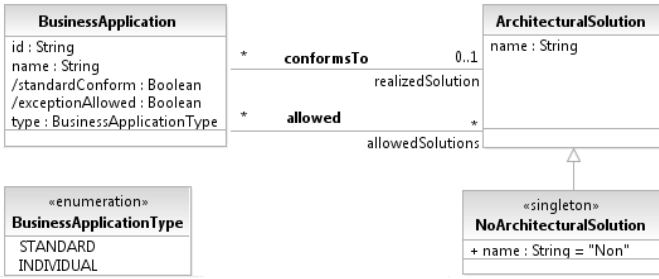 BusinessApplication
id : String
name : String
/standardConform : Boolean
/exceptionAllowed : Boolean
type : BusinessApplicationType
* conformsTo 0..1
realizedSolution
* allowed *
allowedSolutions
ArchitecturalSolution
name : String
«enumeration»
BusinessApplicationType
STANDARD
INDIVIDUAL
«singleton»
NoArchitecturalSolution
+ name : String = "Non"